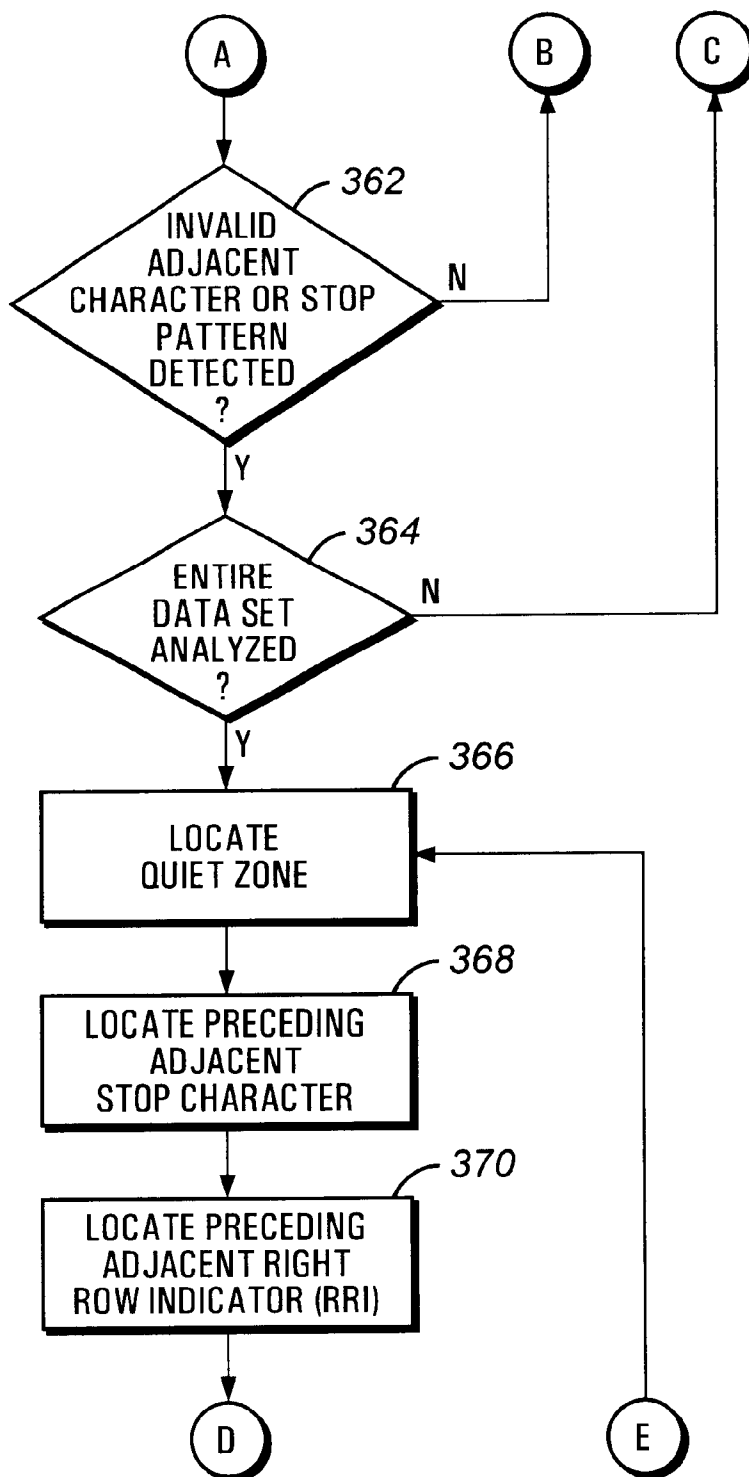 A
B
C
362
INVALID
ADJACENT
CHARACTER OR STOP
PATTERN
DETECTED
?
N
Y
364
ENTIRE
DATA SET
ANALYZED
?
N
Y
366
LOCATE
QUIET ZONE
368
LOCATE PRECEDING
ADJACENT
STOP CHARACTER
370
LOCATE PRECEDING
ADJACENT RIGHT
ROW INDICATOR (RRI)
D
E